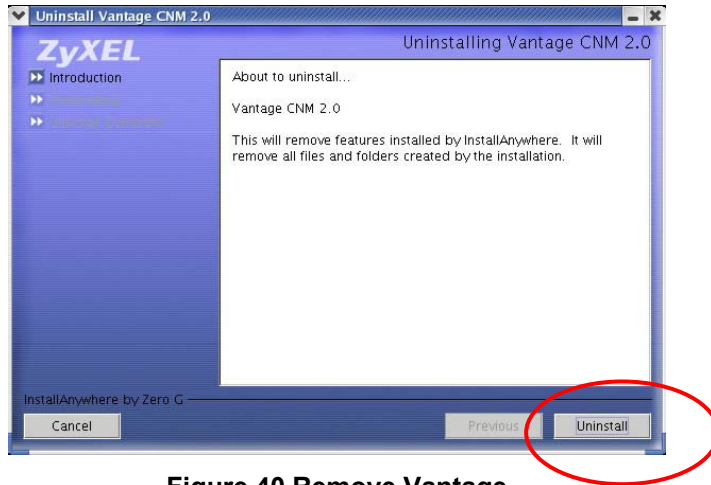 Uninstall Vantage CNM 2.0
ZyXEL
Uninstalling Vantage CNM 2.0
Introduction
About to uninstall...
Vantage CNM 2.0
This will remove features installed by InstallAnywhere. It will
remove all files and folders created by the installation.
InstallAnywhere by Zero G
Cancel
Previous
Uninstall
Figure 40 Remove Vantage